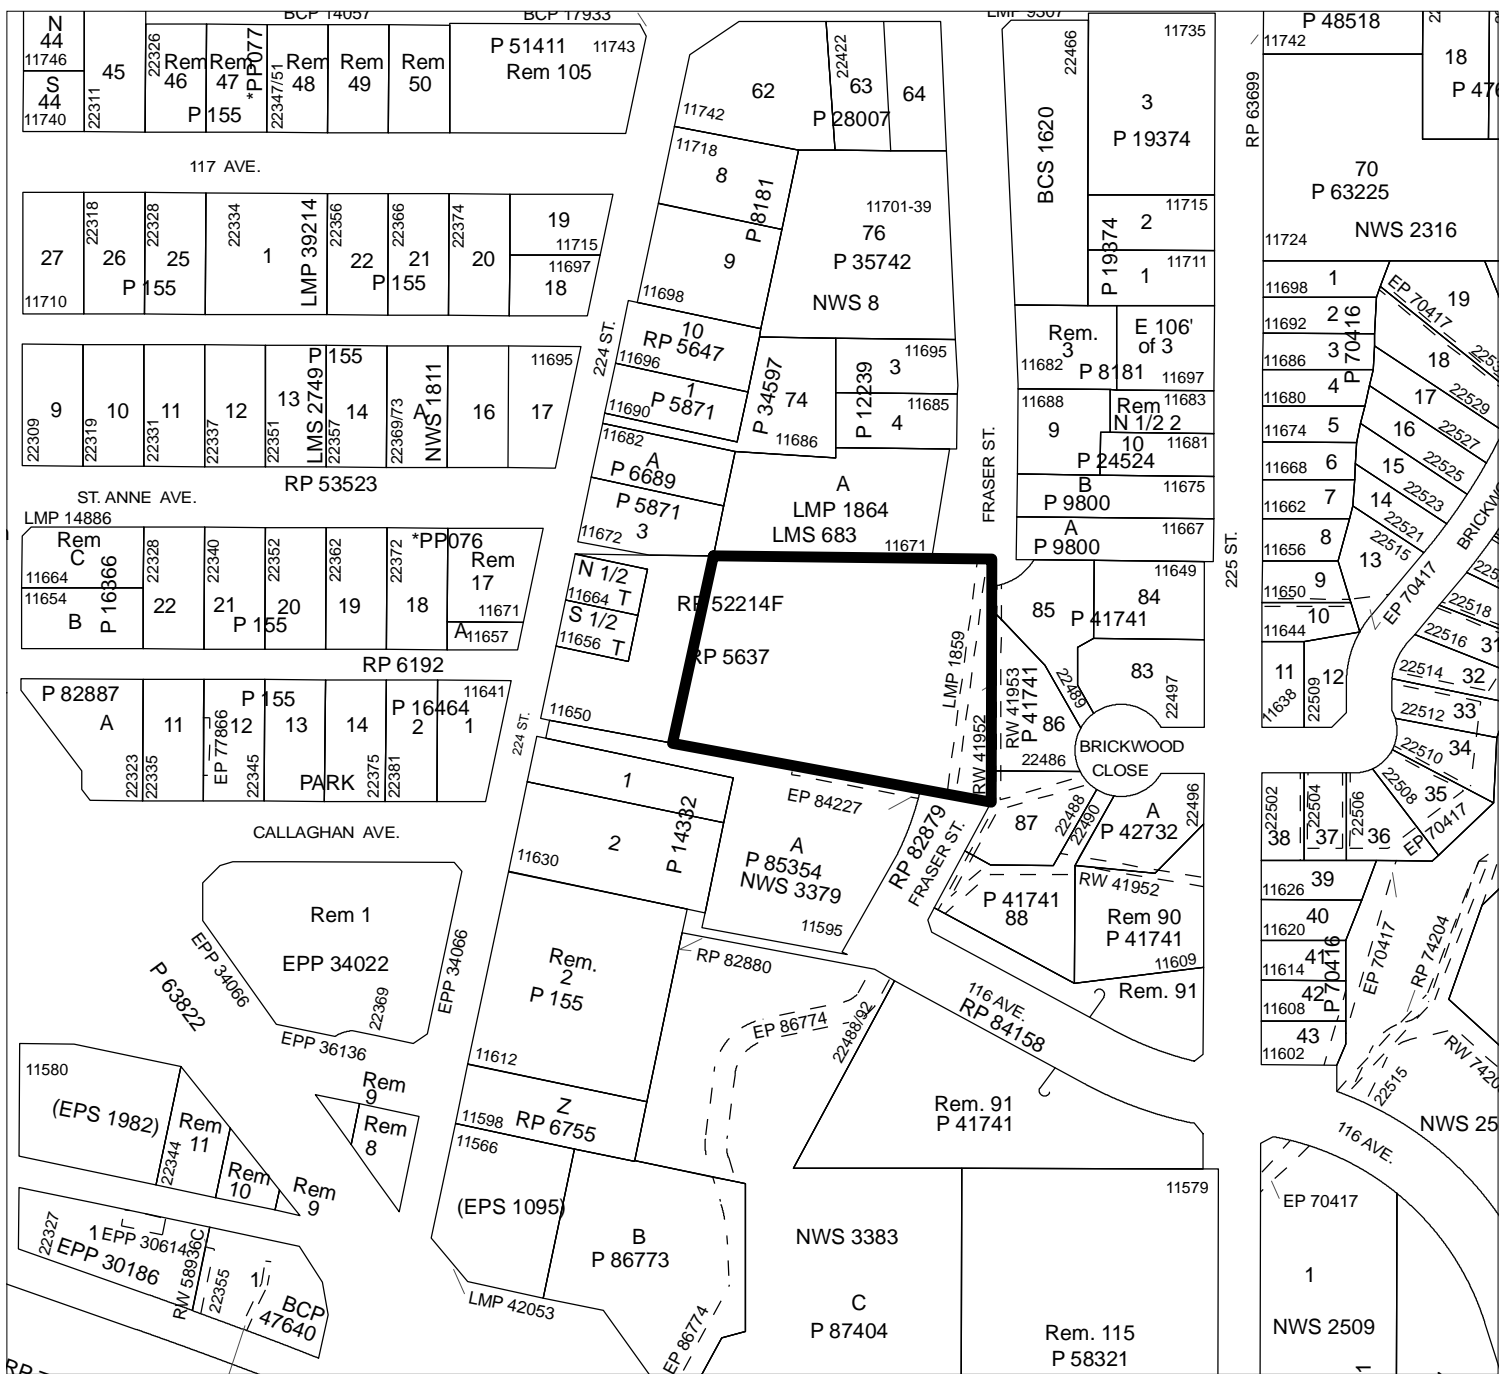 BCP 14057
BCP 17933
LMP 9307
N
44
11746
S
44
11740
45
22311
22326
Rem
46
Rem
47
*PP077
22347/51
Rem
48
Rem
49
Rem
50
P 155
P 51411
11743
Rem 105
117 AVE.
62
11742
22422
63
64
P 28007
11718
8
P 8181
9
11698
11701-39
76
P 35742
NWS 8
22466
BCS 1620
11735
3
P 19374
11715
2
P 19374
11711
1
RP 63699
P 48518
11742
18
70
P 63225
NWS 2316
11724
27
11710
22318
26
P 155
22328
25
22334
1
LMP 39214
22356
22
22366
21
P 155
22374
20
19
11715
11697
18
224 ST.
10
RP 5647
11696
1
P 5871
11690
P 34597
74
11686
11695
3
P 12239
11685
4
Rem.
3
11682
P 8181
E 106'
of 3
11697
11688
9
Rem
11683
N 1/2 2
10
11681
P 24524
B
P 9800
11675
A
P 9800
11667
FRASER ST.
225 ST.
11698
1
11692
2
11686
3
P 70416
11680
4
11674
5
11668
6
11662
7
11656
8
11650
9
10
11644
11
11638
12
22509
EP 70417
19
18
22529
17
22527
16
22525
15
22523
14
22521
22515
13
EP 70417
22518
22516
22514
32
22512
33
22510
34
22508
35
EP 70417
9
22309
10
22319
11
22331
12
22337
13
22351
LMS 2749
P 155
14
22357
A
22369/73
NWS 1811
16
11695
17
RP 53523
ST. ANNE AVE.
LMP 14886
11682
A
P 6689
P 5871
3
11672
A
LMP 1864
LMS 683
11671
Rem
C
11664
11654
B
P 16366
22328
22
22340
21
P 155
22352
20
22362
19
22372
18
*PP076
Rem
17
11671
A
11657
RP 6192
N 1/2
11664
T
S 1/2
11656
T
11650
RP 52214F
RP 5637
LMP 1859
RW 41952
RW 41953
P 41741
85
P 41741
11649
84
83
22497
22489
86
22486
BRICKWOOD
CLOSE
P 82887
A
22323
11
22335
P 155
EP 77866
12
22345
13
14
22375
PARK
P 16464
2
22381
11641
1
224 ST.
CALLAGHAN AVE.
1
2
11630
P 14332
EP 84227
A
P 85354
NWS 3379
11595
RP 82879
FRASER ST.
87
22488
22490
A
P 42732
22496
RW 41952
P 41741
88
Rem 90
P 41741
11609
Rem. 91
22502
38
22504
37
22506
36
39
11626
40
11620
41
11614
42
11608
43
11602
P 70416
EP 70417
RP 74204
22515
116 AVE.
Rem 1
EPP 34022
22369
EPP 34066
EPP 34066
P 63822
EPP 36136
Rem.
2
P 155
11612
RP 82880
EP 86774
22488/92
116 AVE.
RP 84158
Rem. 91
P 41741
11580
(EPS 1982)
Rem
11
22344
Rem
10
Rem
9
Rem
9
Rem
8
11598
Z
RP 6755
11566
(EPS 1095)
B
P 86773
LMP 42053
EP 86774
NWS 3383
C
P 87404
11579
Rem. 115
P 58321
EP 70417
1
NWS 2509
22327
1
EPP 30614
EPP 30186
RW 58936C
22355
1
BCP
47640